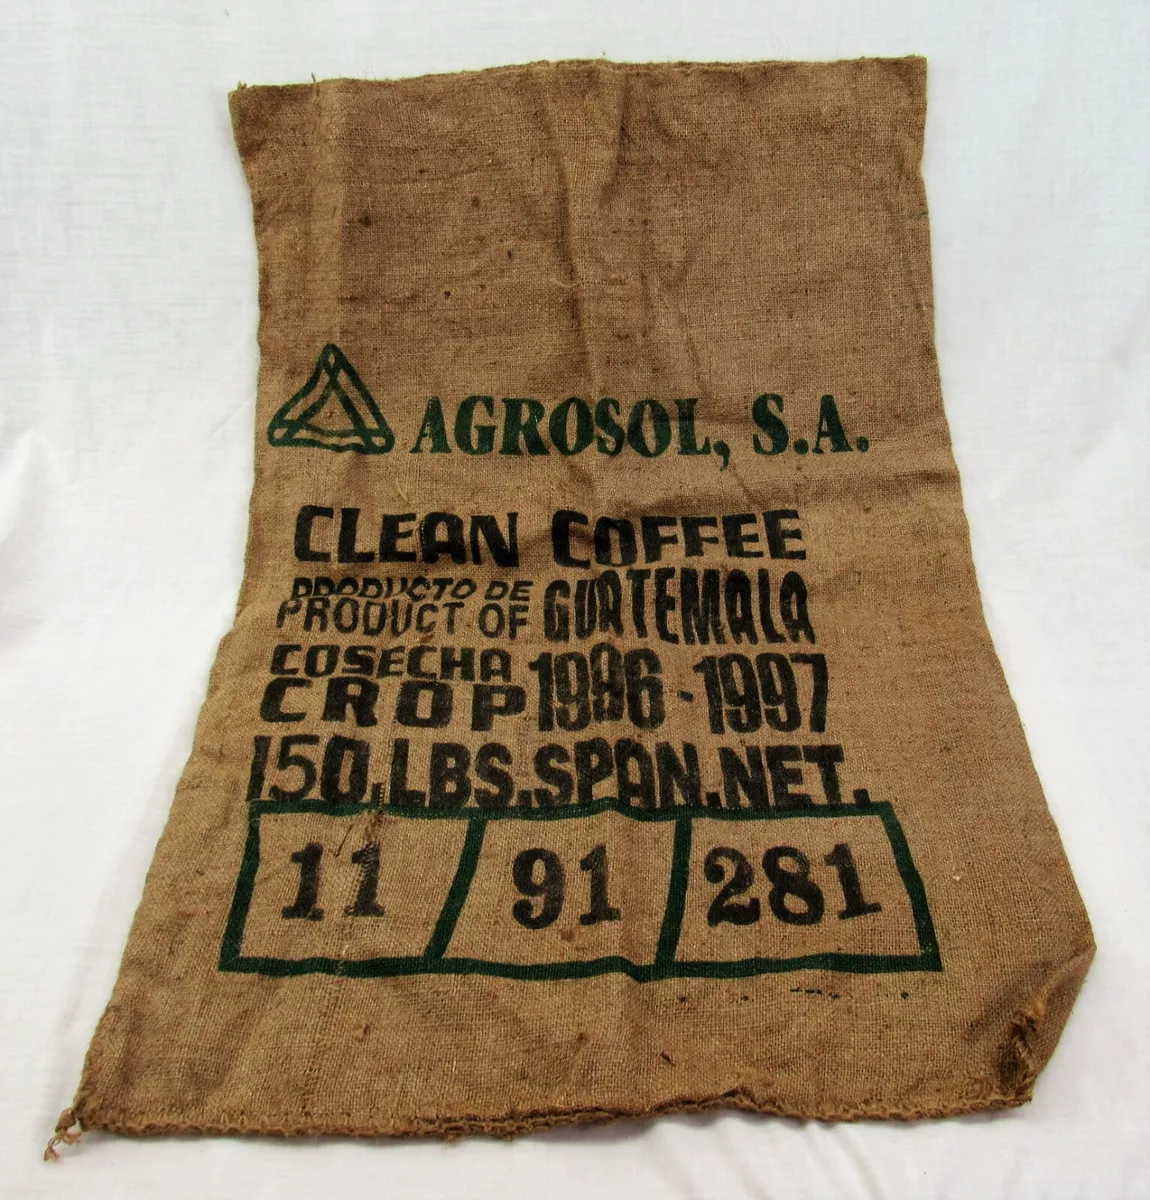 AGROSOL, S.A.
CLEAN COFFEE
PRODUCTO DE
PRODUCT OF GUATEMALA
COSECHA
CROP 1996-1997
150.LBS.SPAN.NET.
11 91 281